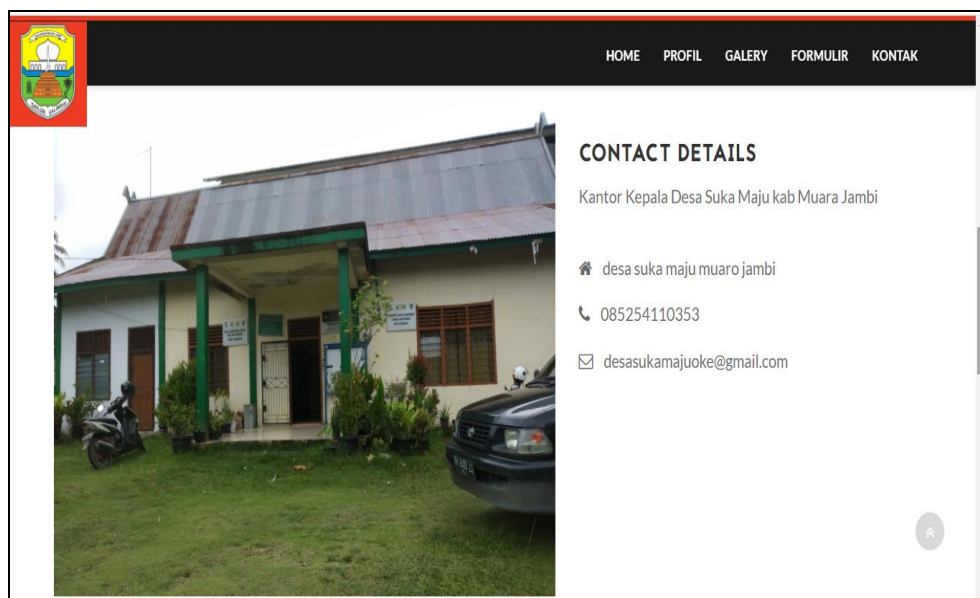 HOME PROFIL GALERY FORMULIR KONTAK
CONTACT DETAILS
Kantor Kepala Desa Suka Maju kab Muara Jambi
desa suka maju muaro jambi
085254110353
desasukamajuoke@gmail.com